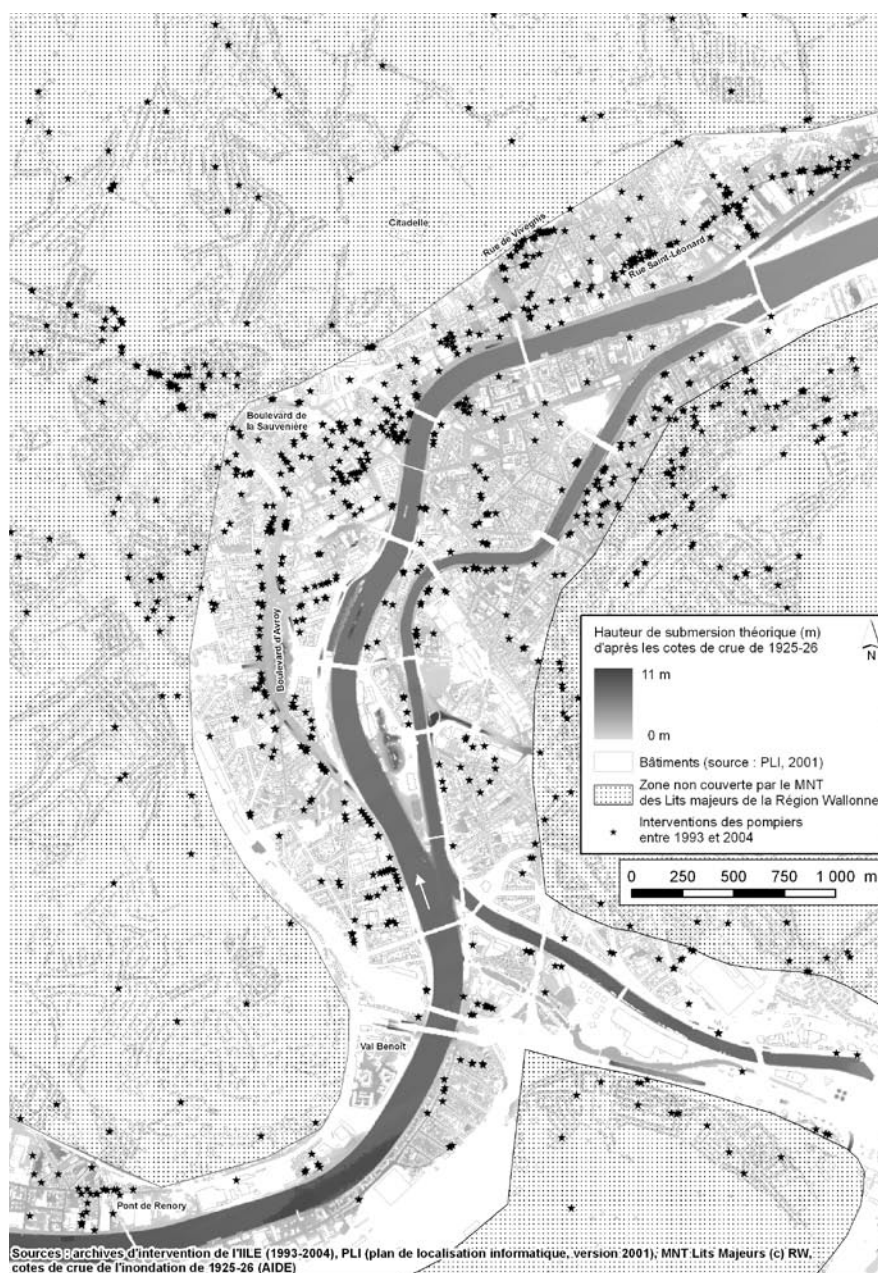 Citadelle
Rue de Vivegnis
Rue Saint-Léonard
Boulevard de
la Sauvenière
Boulevard d'Avroy
Hauteur de submersion théorique (m)
d'après les cotes de crue de 1925-26
N
11 m
0 m
Bâtiments (source : PLI, 2001)
Zone non couverte par le MNT
des Lits majeurs de la Région Wallonne
Interventions des pompiers
entre 1993 et 2004
0 250 500 750 1 000 m
Val Benoît
Pont de Renory
Sources : archives d'intervention de l'IILE (1993-2004), PLI (plan de localisation informatique, version 2001), MNT Lits Majeurs (c) RW,
cotes de crue de l'inondation de 1925-26 (AIDE)